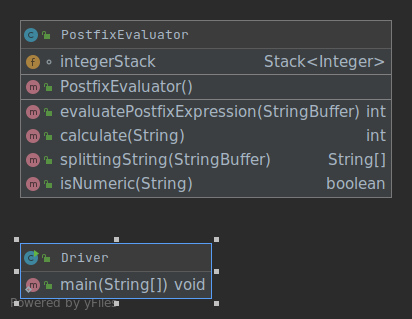 PostfixEvaluator
integerStack Stack<Integer>
PostfixEvaluator()
evaluatePostfixExpression(StringBuffer) int
calculate(String) int
splittingString(StringBuffer) String[]
isNumeric(String) boolean
Driver
main(String[]) void
Powered by yFiles